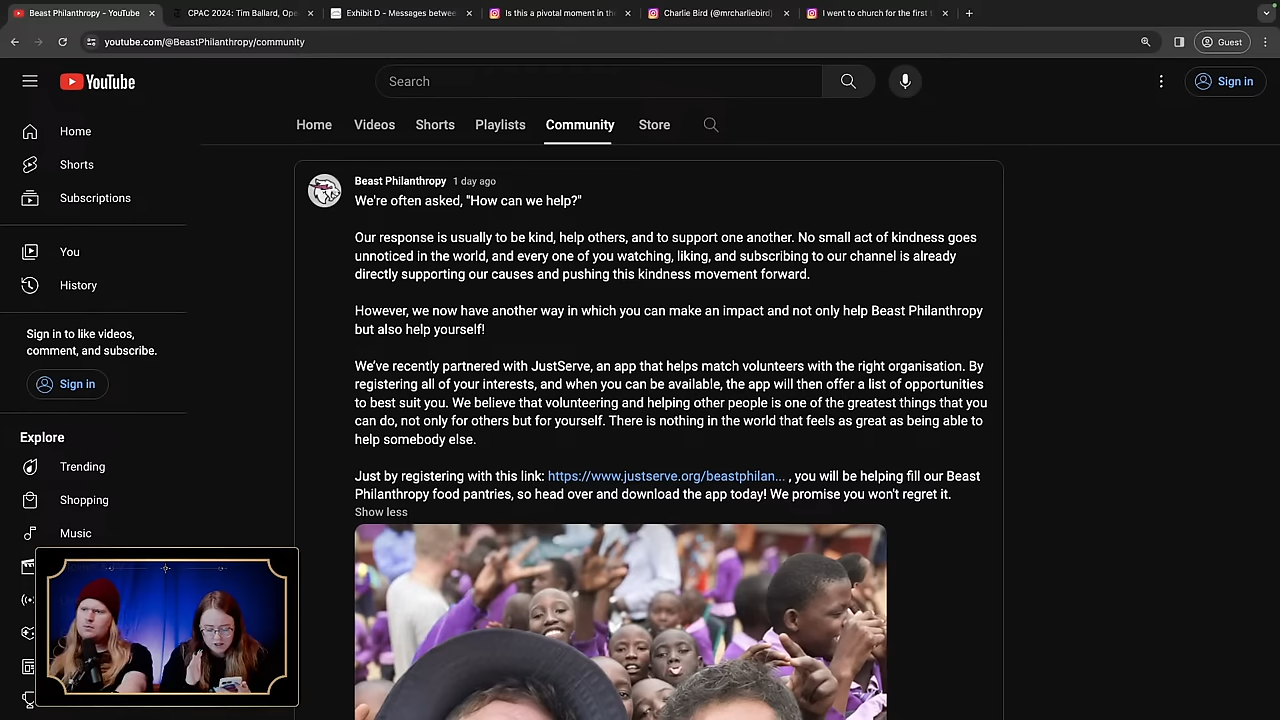 Beast Philanthropy - YouTube
CPAC 2024: Tim Ballard, Ope
Exhibit D - Messages betwee
Is this a pivotal moment in th
Charlie Bird (@mrcharliebird)
I went to church for the first t
youtube.com/@BeastPhilanthropy/community
Guest
YouTube
Search
Sign in
Home
Videos
Shorts
Playlists
Community
Store
Home
Shorts
Subscriptions
You
History
Sign in to like videos,
comment, and subscribe.
Sign in
Explore
Trending
Shopping
Music
Beast Philanthropy 1 day ago
We're often asked, "How can we help?"
Our response is usually to be kind, help others, and to support one another. No small act of kindness goes
unnoticed in the world, and every one of you watching, liking, and subscribing to our channel is already
directly supporting our causes and pushing this kindness movement forward.
However, we now have another way in which you can make an impact and not only help Beast Philanthropy
but also help yourself!
We've recently partnered with JustServe, an app that helps match volunteers with the right organisation. By
registering all of your interests, and when you can be available, the app will then offer a list of opportunities
to best suit you. We believe that volunteering and helping other people is one of the greatest things that you
can do, not only for others but for yourself. There is nothing in the world that feels as great as being able to
help somebody else.
Just by registering with this link: https://www.justserve.org/beastphilan... , you will be helping fill our Beast
Philanthropy food pantries, so head over and download the app today! We promise you won't regret it.
Show less